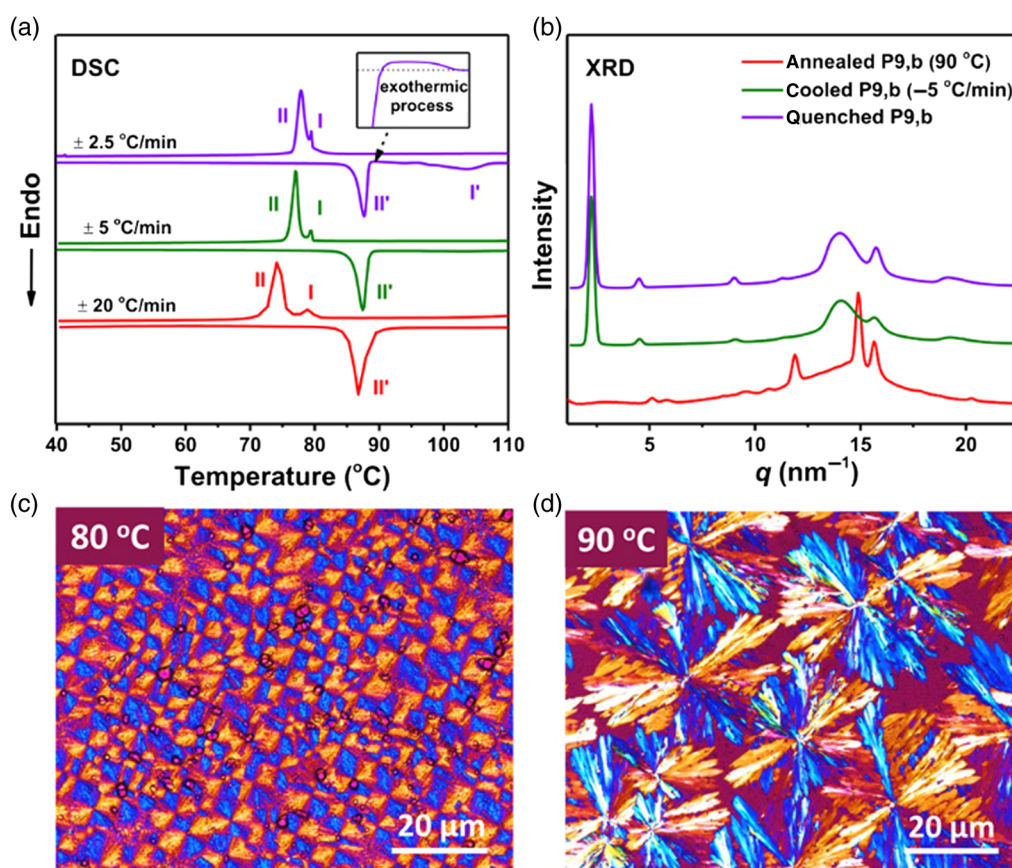 (a)
DSC
exothermic
process
II
I
± 2.5 °C/min
II'
I'
II
I
± 5 °C/min
II'
II
I
± 20 °C/min
II'
Endo
40 50 60 70 80 90 100 110
Temperature (°C)
(b)
XRD
Annealed P9,b (90 °C)
Cooled P9,b (–5 °C/min)
Quenched P9,b
Intensity
5 10 15 20
q (nm⁻¹)
(c)
80 °C
20 µm
(d)
90 °C
20 µm